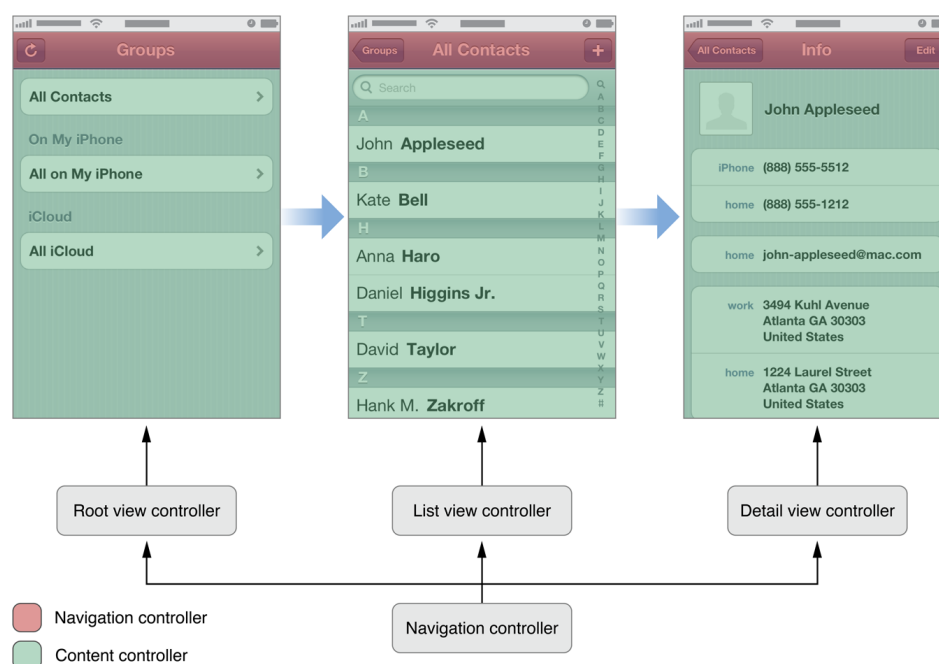 Groups
All Contacts
On My iPhone
All on My iPhone
iCloud
All iCloud
Groups
All Contacts
+
Search
A
John Appleseed
B
Kate Bell
H
Anna Haro
Daniel Higgins Jr.
T
David Taylor
Z
Hank M. Zakroff
A
B
C
D
E
F
G
H
I
J
K
L
M
N
O
P
Q
R
S
T
U
V
W
X
Y
Z
#
All Contacts
Info
Edit
John Appleseed
iPhone (888) 555-5512
home (888) 555-1212
home john-appleseed@mac.com
work 3494 Kuhl Avenue
Atlanta GA 30303
United States
home 1224 Laurel Street
Atlanta GA 30303
United States
Root view controller
List view controller
Detail view controller
Navigation controller
Navigation controller
Content controller